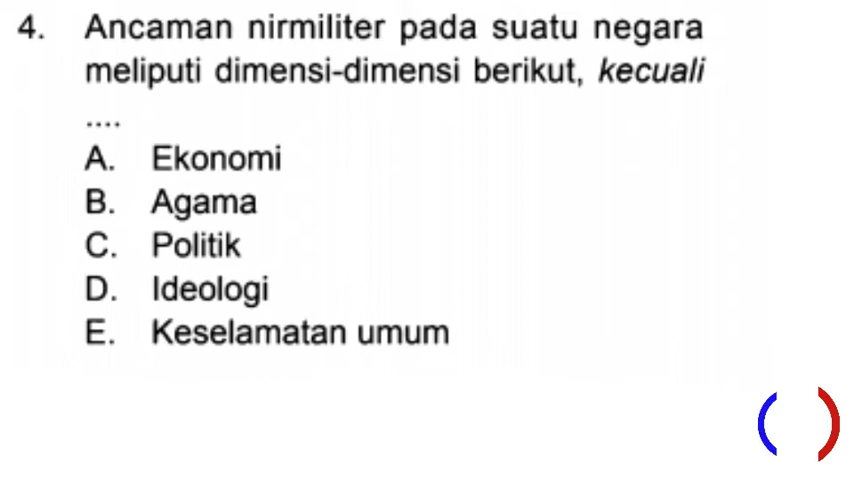 4. Ancaman nirmiliter pada suatu negara
meliputi dimensi-dimensi berikut, kecuali
....
A. Ekonomi
B. Agama
C. Politik
D. Ideologi
E. Keselamatan umum